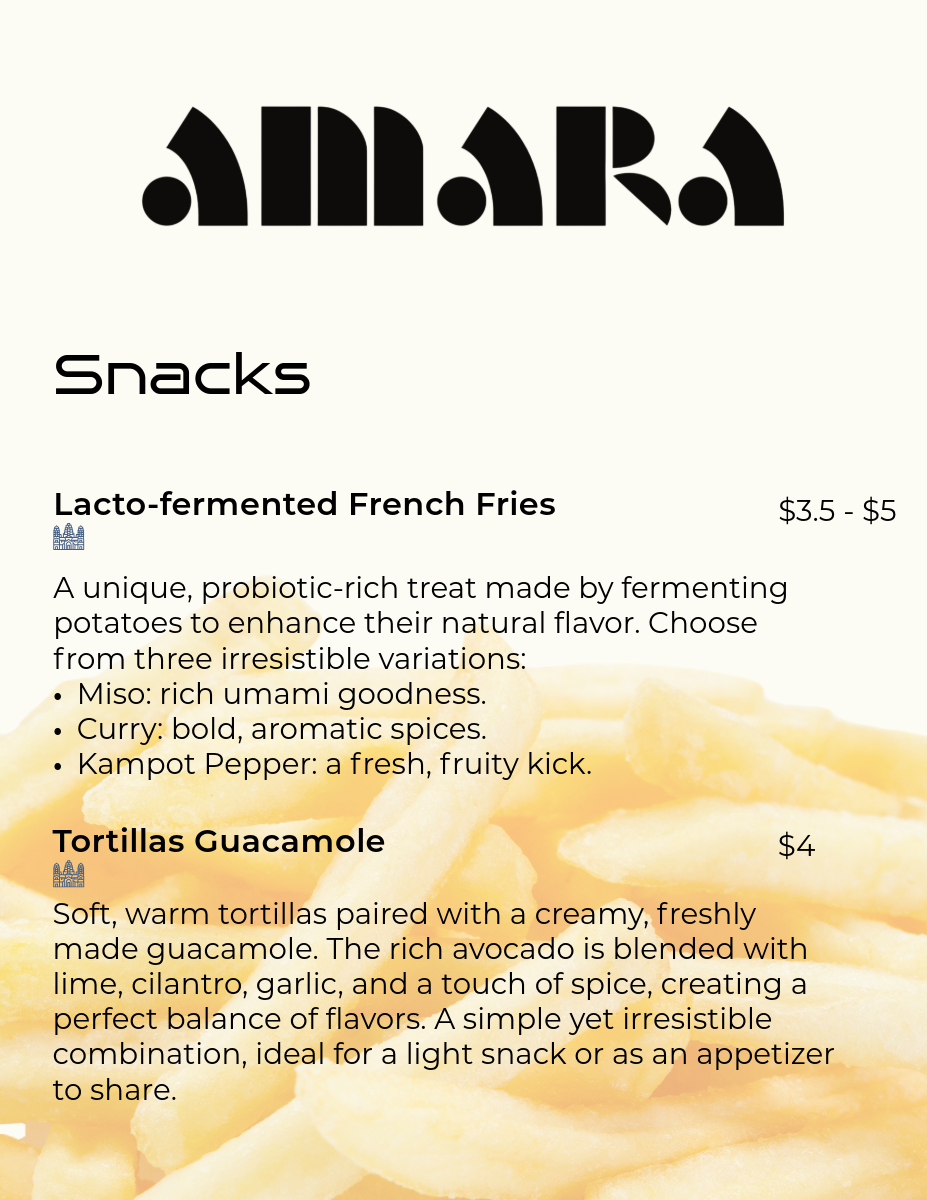 AMARA
Snacks
Lacto-fermented French Fries
$3.5 - $5
A unique, probiotic-rich treat made by fermenting
potatoes to enhance their natural flavor. Choose
from three irresistible variations:
• Miso: rich umami goodness.
• Curry: bold, aromatic spices.
• Kampot Pepper: a fresh, fruity kick.
Tortillas Guacamole
$4
Soft, warm tortillas paired with a creamy, freshly
made guacamole. The rich avocado is blended with
lime, cilantro, garlic, and a touch of spice, creating a
perfect balance of flavors. A simple yet irresistible
combination, ideal for a light snack or as an appetizer
to share.